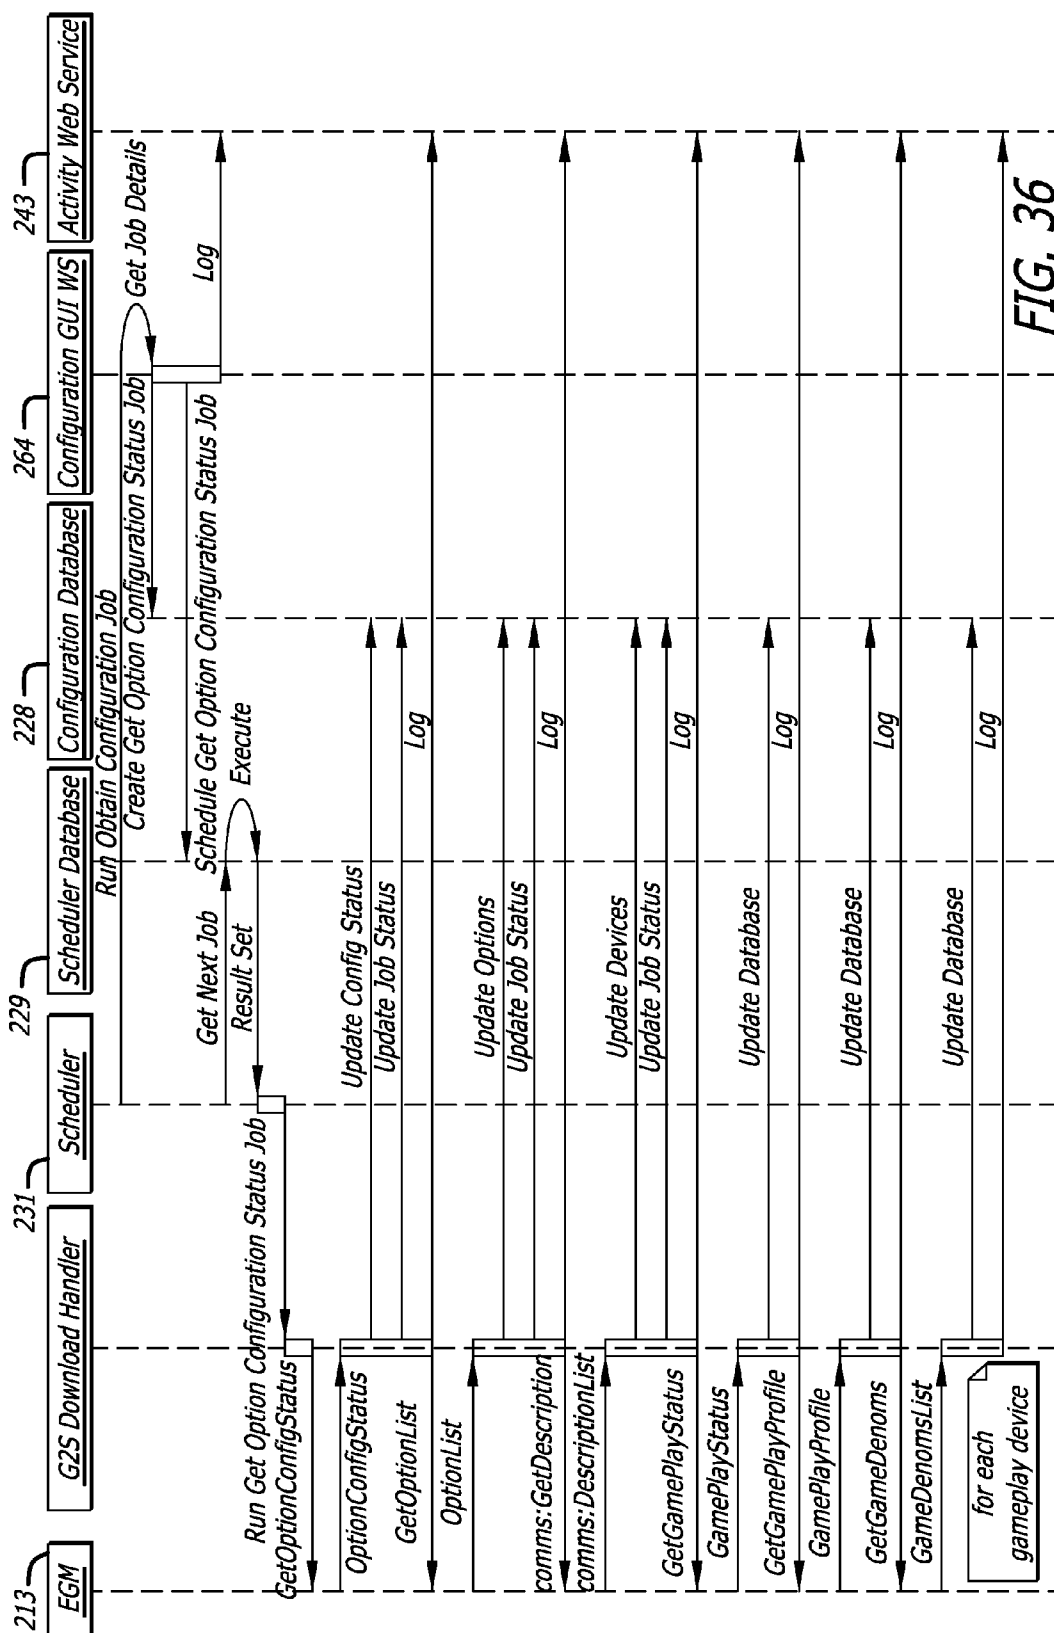 213
EGM
G2S Download Handler
231
Scheduler
229
Scheduler Database
228
Configuration Database
264
Configuration GUI WS
243
Activity Web Service
Run Obtain Configuration Job
Get Job Details
Create Get Option Configuration Status Job
Schedule Get Option Configuration Status Job
Log
Get Next Job
Execute
Result Set
Run Get Option Configuration Status Job
GetOptionConfigStatus
OptionConfigStatus
Update Config Status
Update Job Status
GetOptionList
Log
OptionList
Update Options
Update Job Status
comms:GetDescription
Log
comms:DescriptionList
Update Devices
Update Job Status
GetGamePlayStatus
Log
GamePlayStatus
Update Database
GetGamePlayProfile
Log
GamePlayProfile
Update Database
GetGameDenoms
Log
GameDenomsList
Update Database
Log
for each
gameplay device
FIG. 36